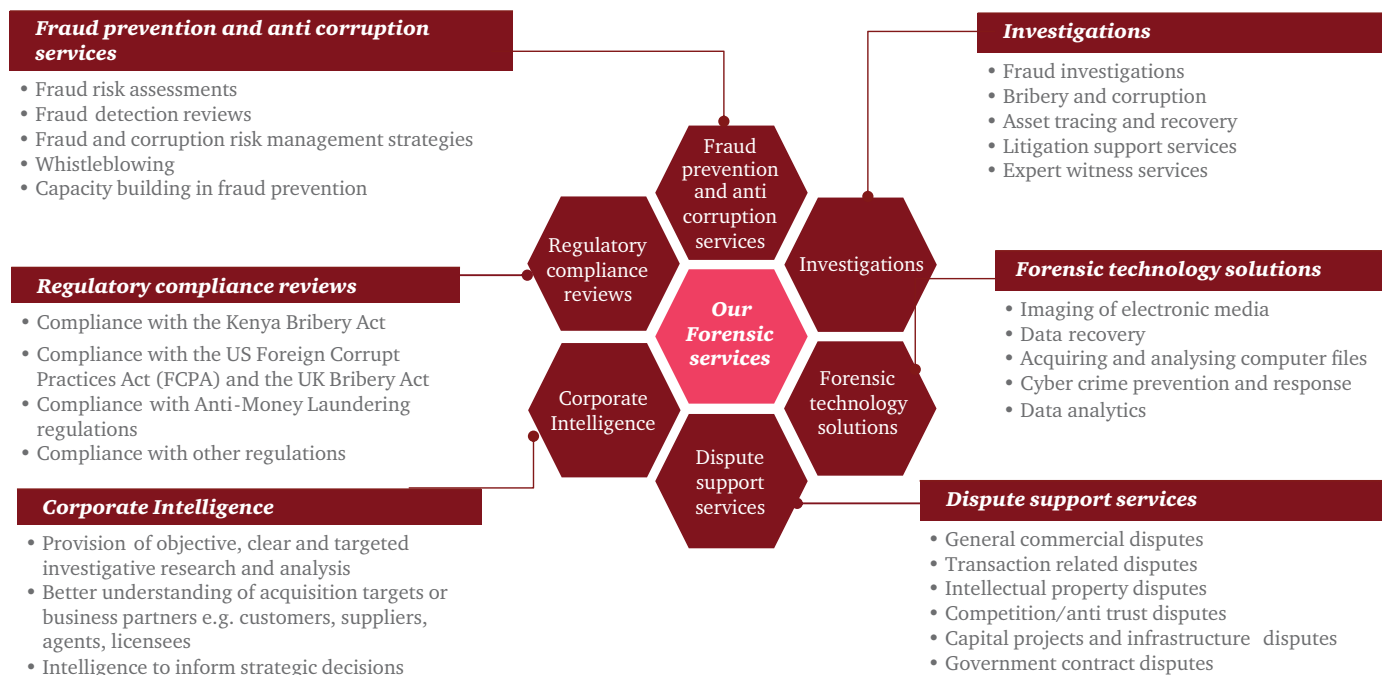 Fraud prevention and anti corruption
services
• Fraud risk assessments
• Fraud detection reviews
• Fraud and corruption risk management strategies
• Whistleblowing
• Capacity building in fraud prevention
Regulatory compliance reviews
• Compliance with the Kenya Bribery Act
• Compliance with the US Foreign Corrupt
Practices Act (FCPA) and the UK Bribery Act
• Compliance with Anti-Money Laundering
regulations
• Compliance with other regulations
Corporate Intelligence
• Provision of objective, clear and targeted
investigative research and analysis
• Better understanding of acquisition targets or
business partners e.g. customers, suppliers,
agents, licensees
• Intelligence to inform strategic decisions
Fraud
prevention
and anti
corruption
services
Regulatory
compliance
reviews
Investigations
Our
Forensic
services
Corporate
Intelligence
Forensic
technology
solutions
Dispute
support
services
Investigations
• Fraud investigations
• Bribery and corruption
• Asset tracing and recovery
• Litigation support services
• Expert witness services
Forensic technology solutions
• Imaging of electronic media
• Data recovery
• Acquiring and analysing computer files
• Cyber crime prevention and response
• Data analytics
Dispute support services
• General commercial disputes
• Transaction related disputes
• Intellectual property disputes
• Competition/anti trust disputes
• Capital projects and infrastructure disputes
• Government contract disputes